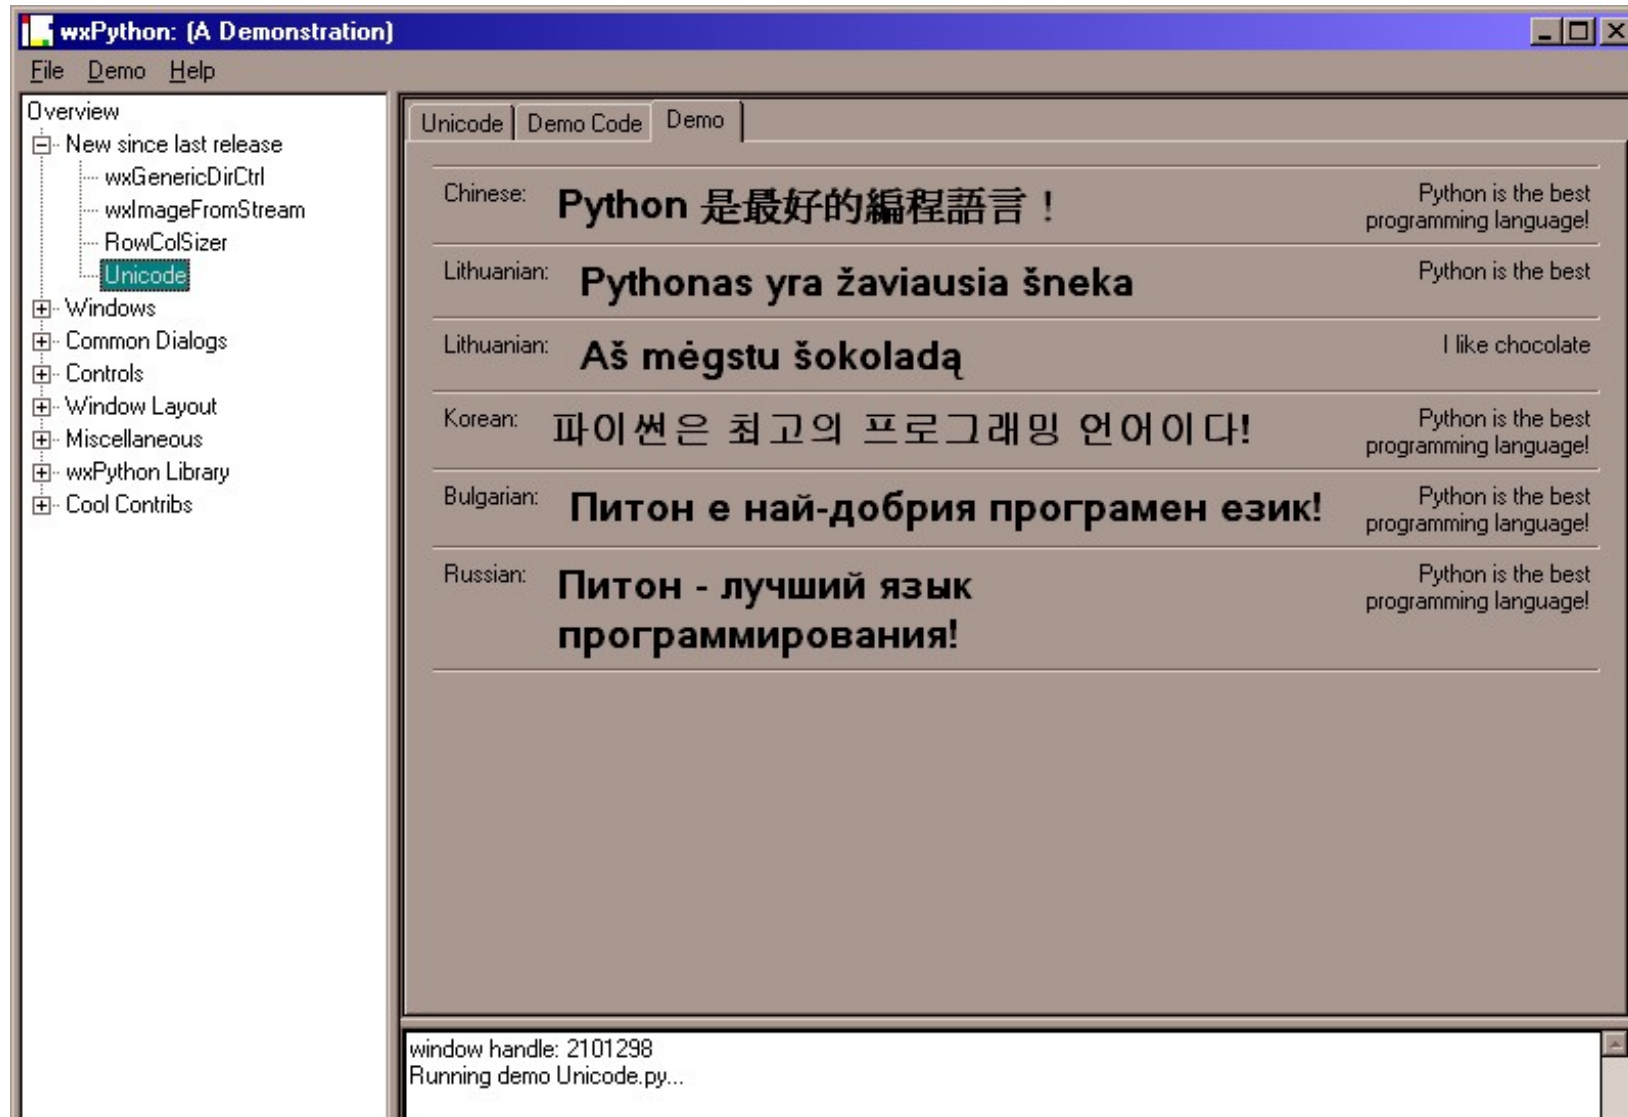 wxPython: (A Demonstration)
File Demo Help
Overview
New since last release
wxGenericDirCtrl
wxImageFromStream
RowColSizer
Unicode
Windows
Common Dialogs
Controls
Window Layout
Miscellaneous
wxPython Library
Cool Contribs
Unicode Demo Code Demo
Chinese: Python 是最好的編程語言！ Python is the best
programming language!
Lithuanian: Pythonas yra žaviausia šneka Python is the best
Lithuanian: Aš mėgstu šokoladą I like chocolate
Korean: 파이썬은 최고의 프로그래밍 언어이다! Python is the best
programming language!
Bulgarian: Питон е най-добрия програмен език! Python is the best
programming language!
Russian: Питон - лучший язык Python is the best
программирования! programming language!
window handle: 2101298
Running demo Unicode.py...